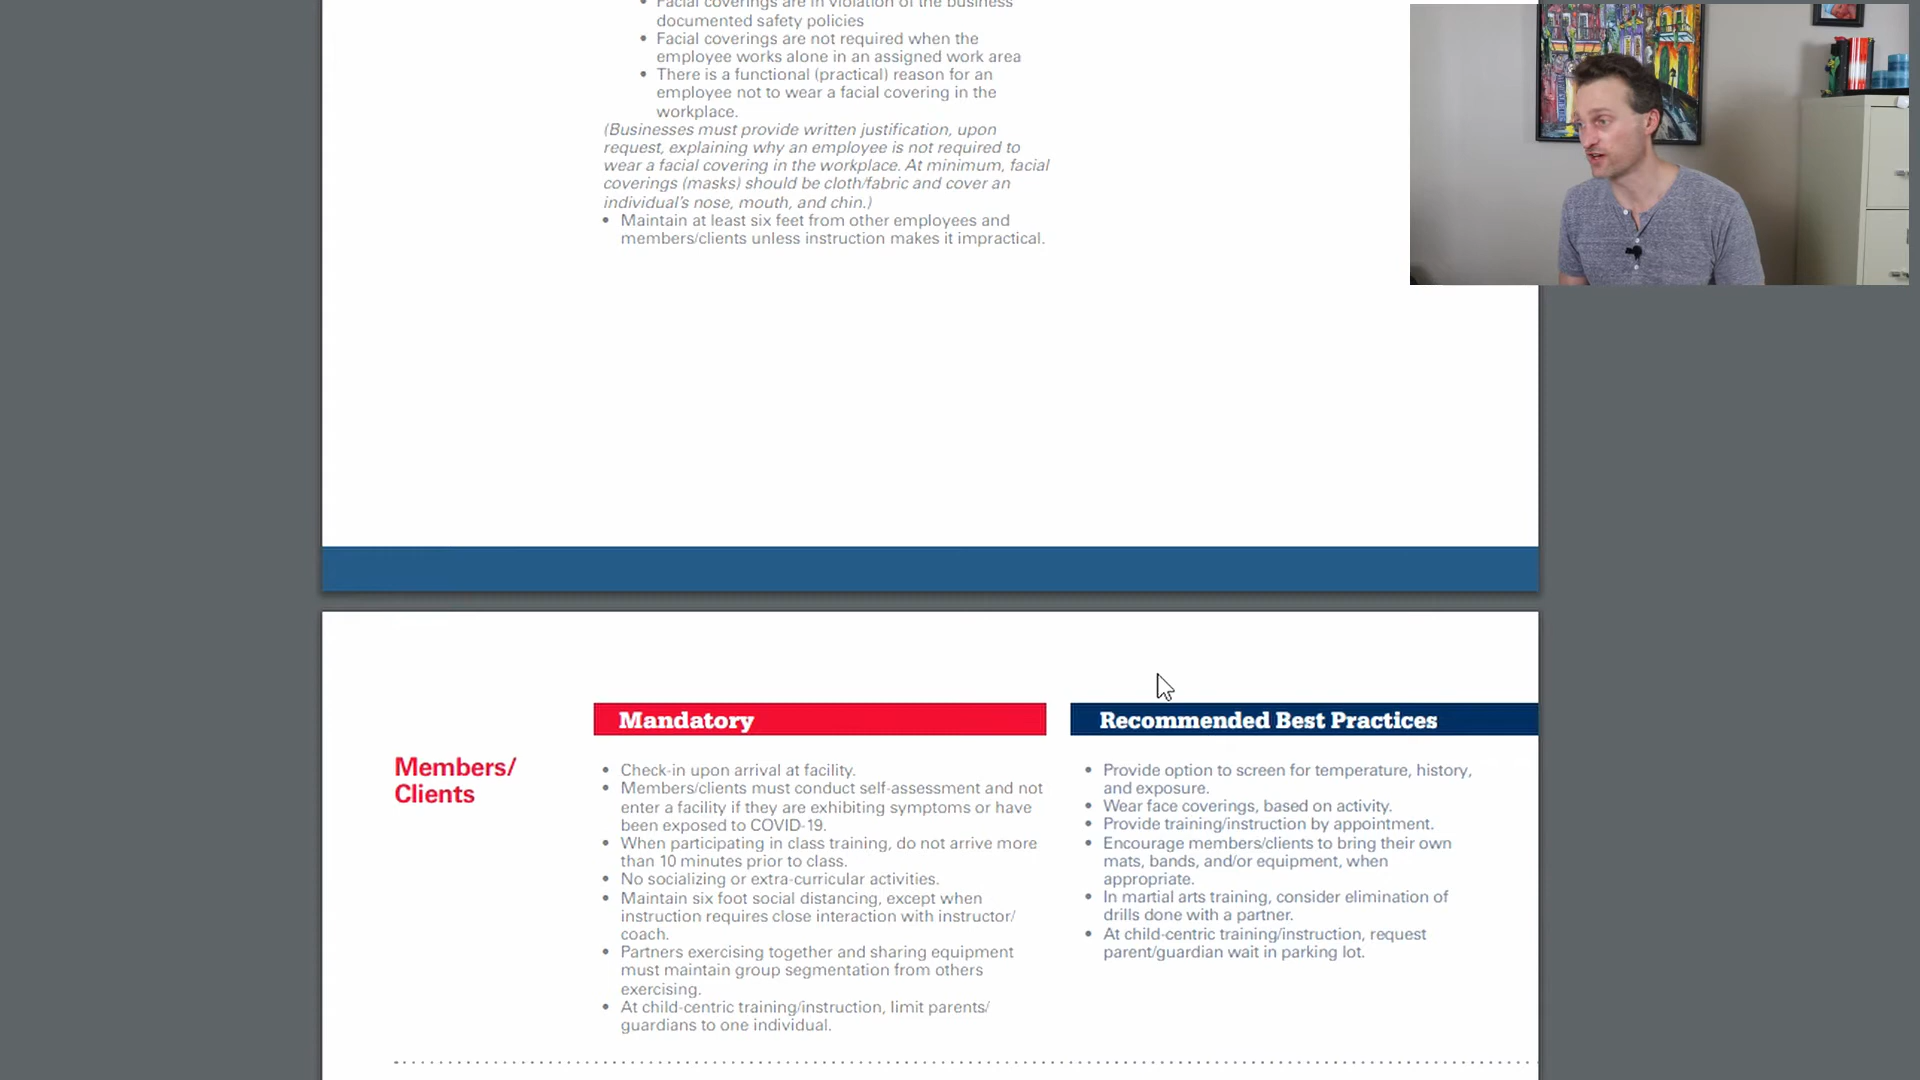 Facial coverings are in violation of the business
documented safety policies
• Facial coverings are not required when the
employee works alone in an assigned work area
• There is a functional (practical) reason for an
employee not to wear a facial covering in the
workplace.
(Businesses must provide written justification, upon
request, explaining why an employee is not required to
wear a facial covering in the workplace. At minimum, facial
coverings (masks) should be cloth/fabric and cover an
individual's nose, mouth, and chin.)
• Maintain at least six feet from other employees and
members/clients unless instruction makes it impractical.
Members/
Clients
Mandatory
• Check-in upon arrival at facility.
• Members/clients must conduct self-assessment and not
enter a facility if they are exhibiting symptoms or have
been exposed to COVID-19.
• When participating in class training, do not arrive more
than 10 minutes prior to class.
• No socializing or extra-curricular activities.
• Maintain six foot social distancing, except when
instruction requires close interaction with instructor/
coach.
• Partners exercising together and sharing equipment
must maintain group segmentation from others
exercising.
• At child-centric training/instruction, limit parents/
guardians to one individual.
Recommended Best Practices
• Provide option to screen for temperature, history,
and exposure.
• Wear face coverings, based on activity.
• Provide training/instruction by appointment.
• Encourage members/clients to bring their own
mats, bands, and/or equipment, when
appropriate.
• In martial arts training, consider elimination of
drills done with a partner.
• At child-centric training/instruction, request
parent/guardian wait in parking lot.